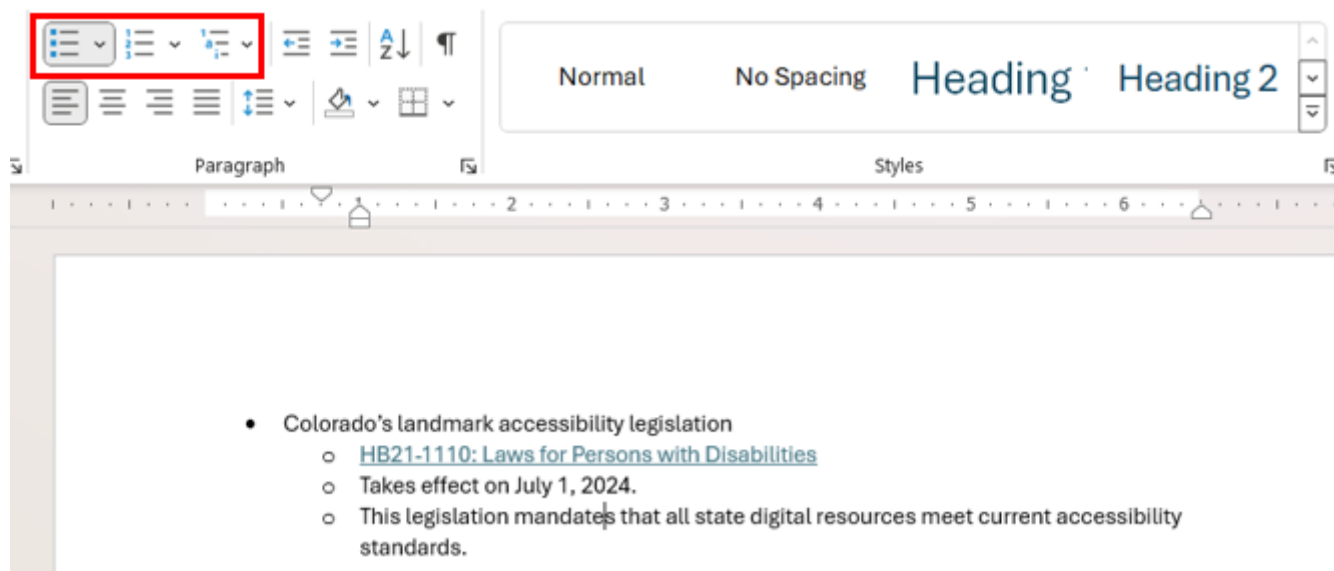 Normal No Spacing Heading Heading 2
Paragraph Styles
1 2 3 4 5 6
• Colorado’s landmark accessibility legislation
o HB21-1110: Laws for Persons with Disabilities
o Takes effect on July 1, 2024.
o This legislation mandates that all state digital resources meet current accessibility
standards.